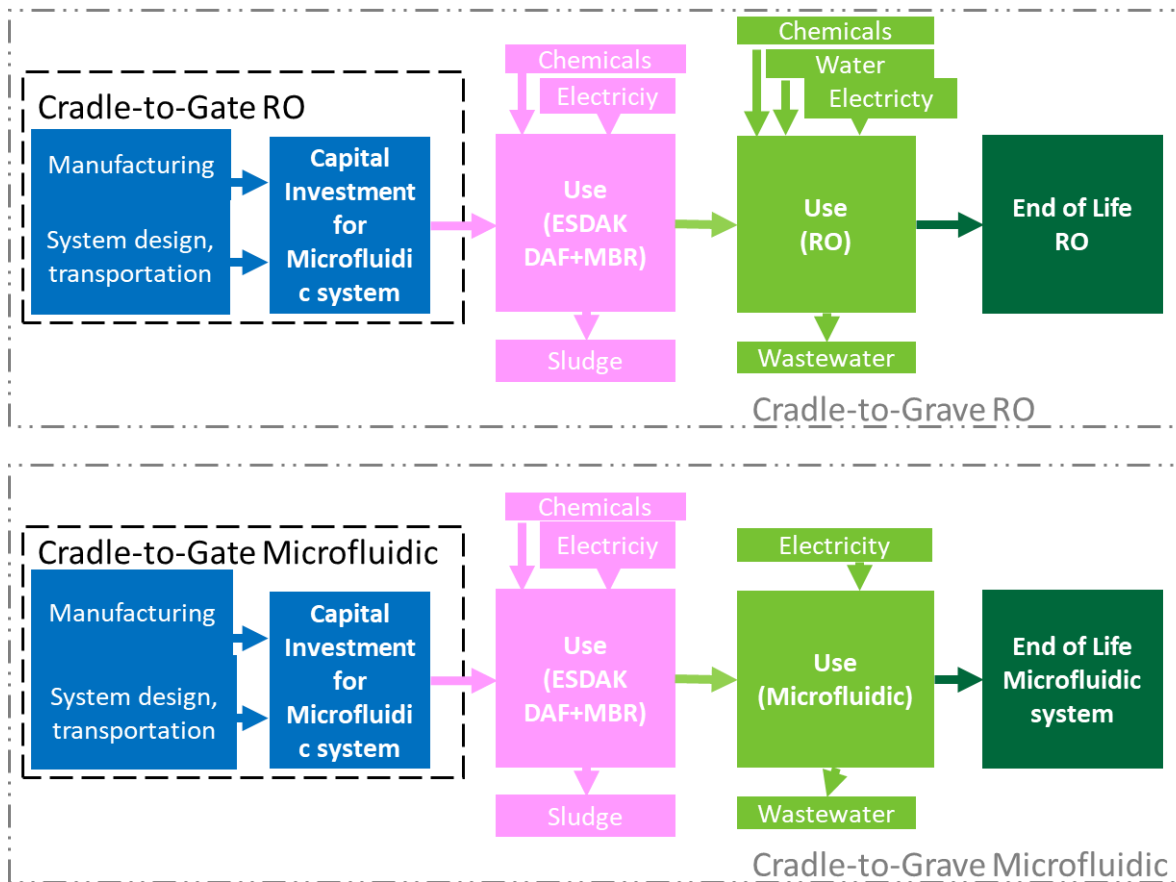 Chemicals
Electriciy
Chemicals
Water
Electricty
Cradle-to-Gate RO
Manufacturing
System design,
transportation
Capital
Investment
for
Microfluidi
c system
Use
(ESDAK
DAF+MBR)
Use
(RO)
End of Life
RO
Sludge
Wastewater
Cradle-to-Grave RO
Chemicals
Electriciy
Electricity
Cradle-to-Gate Microfluidic
Manufacturing
System design,
transportation
Capital
Investment
for
Microfluidi
c system
Use
(ESDAK
DAF+MBR)
Use
(Microfluidic)
End of Life
Microfluidic
system
Sludge
Wastewater
Cradle-to-Grave Microfluidic